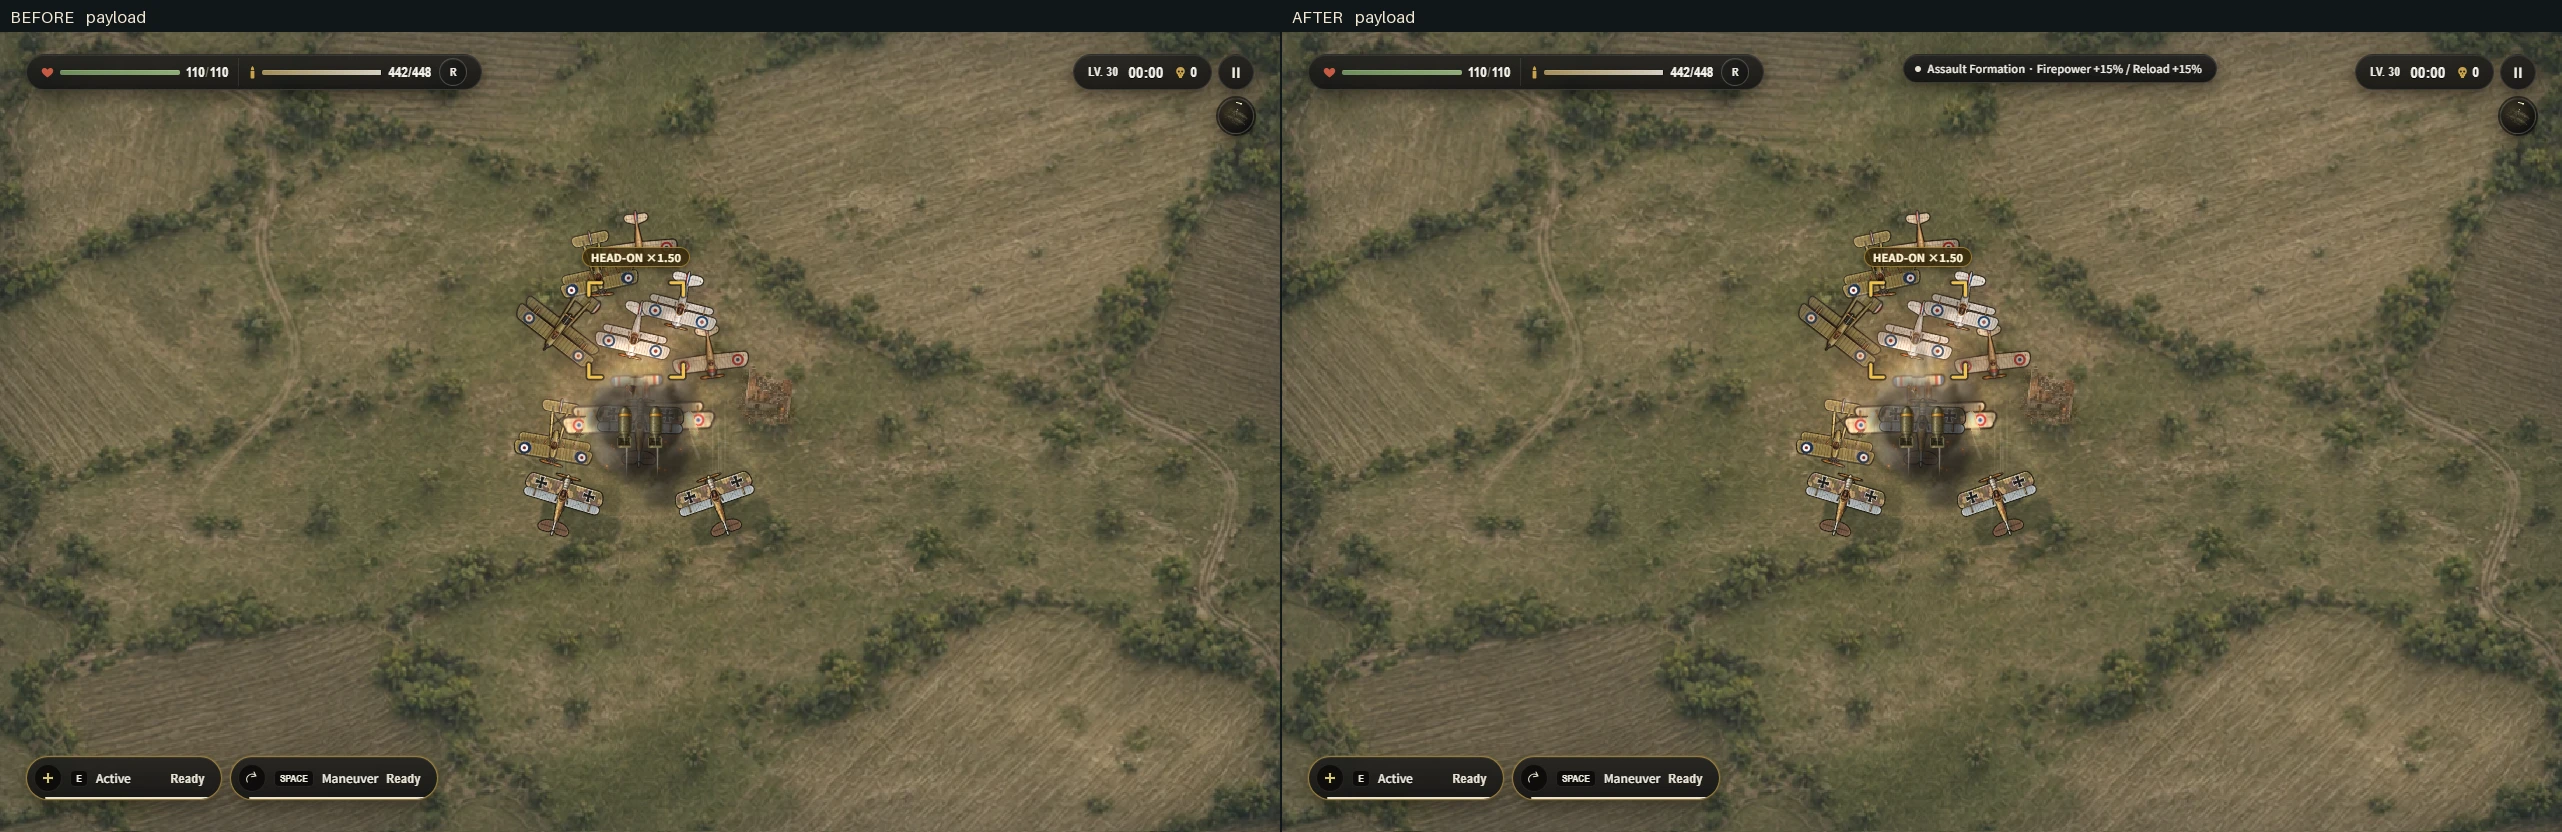 BEFORE payload
110/110 442/448 R
LV. 30 00:00 0
HEAD-ON ×1.50
E Active Ready
SPACE Maneuver Ready
AFTER payload
110/110 442/448 R
Assault Formation · Firepower +15% / Reload +15%
LV. 30 00:00 0
HEAD-ON ×1.50
E Active Ready
SPACE Maneuver Ready